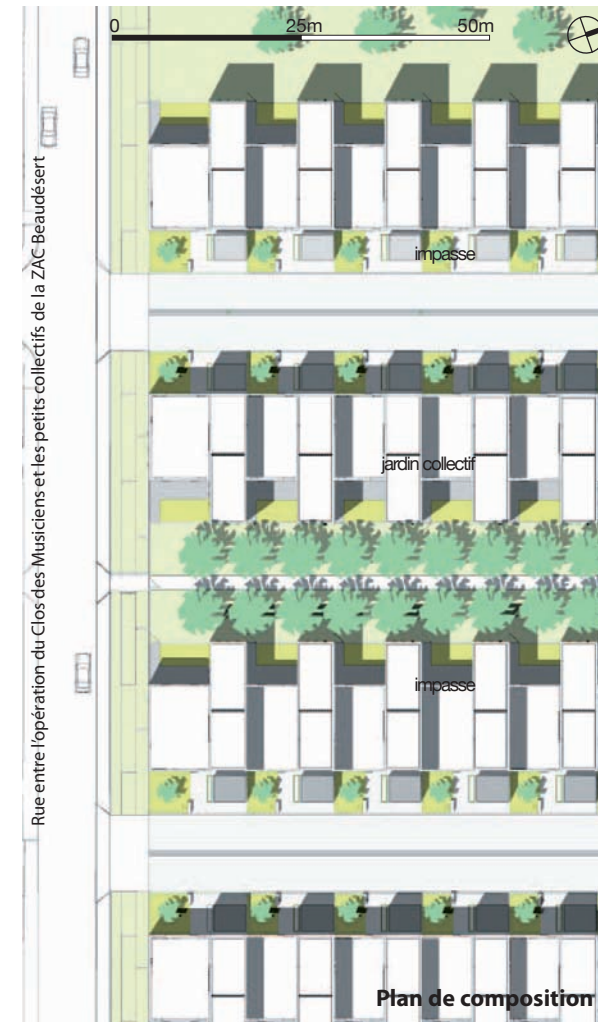 0 25m 50m
Rue entre l'opération du Clos des Musiciens et les petits collectifs de la ZAC Beaudésert
impasse
jardin collectif
impasse
Plan de composition